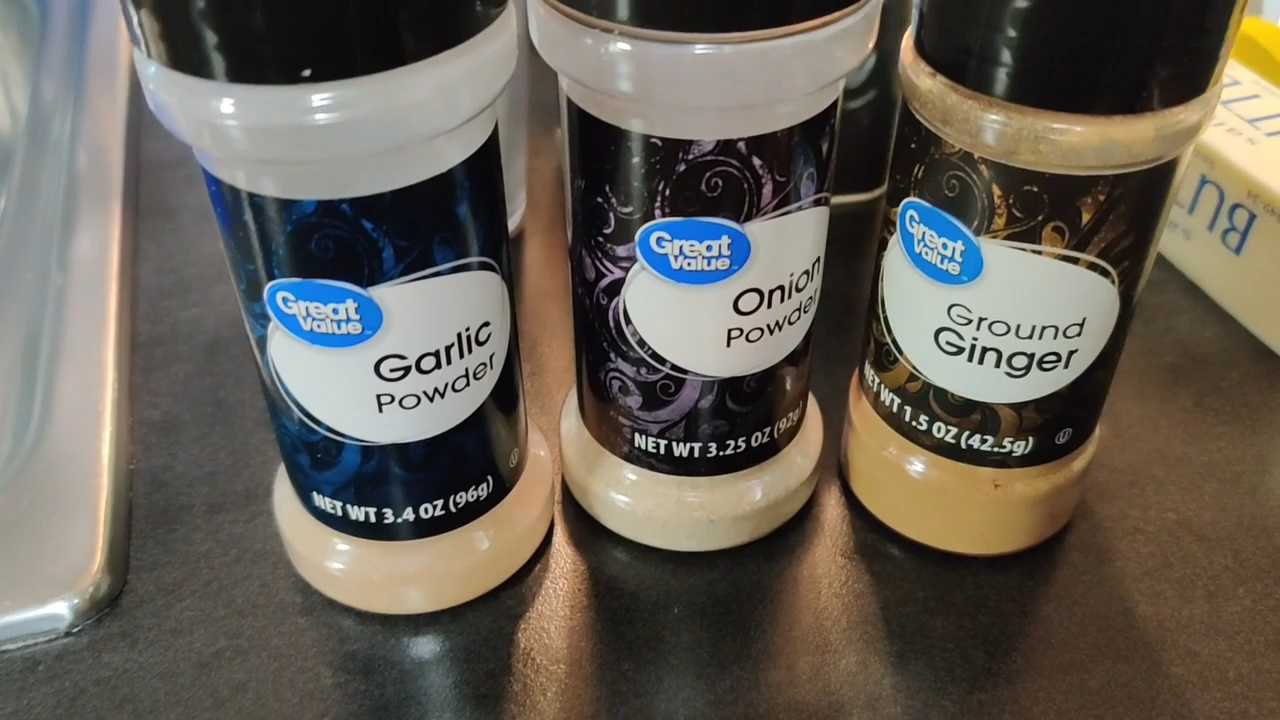 Great
Value
Garlic
Powder
NET WT 3.4 OZ (96g)
Great
Value
Onion
Powder
NET WT 3.25 OZ (92g)
Great
Value
Ground
Ginger
NET WT 1.5 OZ (42.5g)
BU